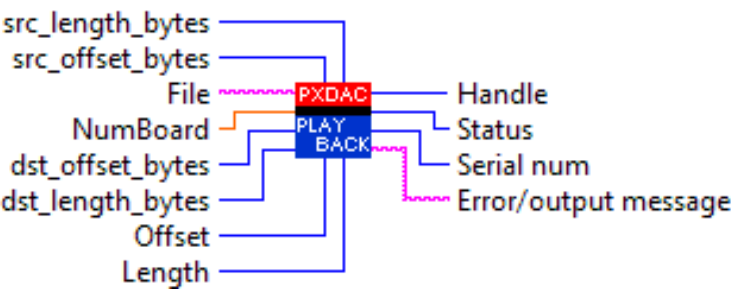 src_length_bytes
src_offset_bytes
File
NumBoard
dst_offset_bytes
dst_length_bytes
Offset
Length
PXDAC
PLAY
BACK
Handle
Status
Serial num
Error/output message